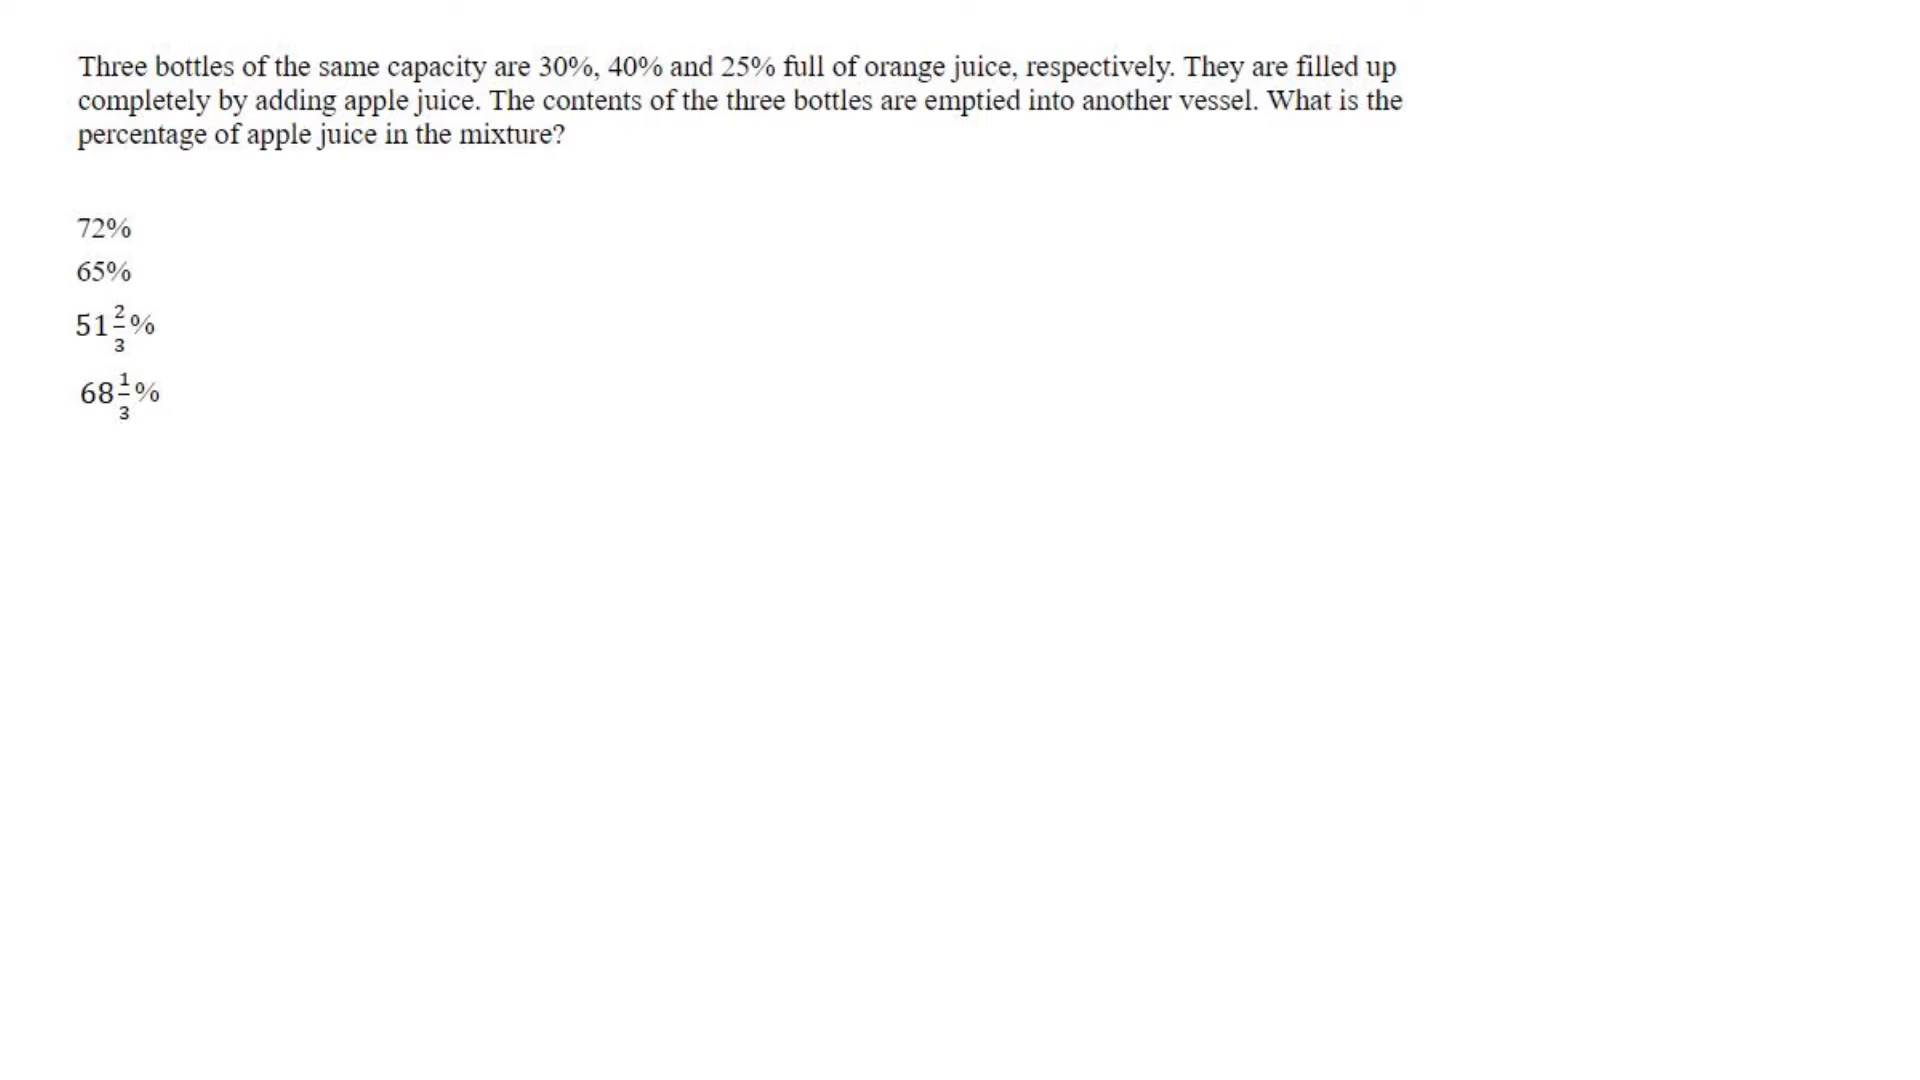 Three bottles of the same capacity are 30%, 40% and 25% full of orange juice, respectively. They are filled up
completely by adding apple juice. The contents of the three bottles are emptied into another vessel. What is the
percentage of apple juice in the mixture?
72%
65%
51 2/3 %
68 1/3 %